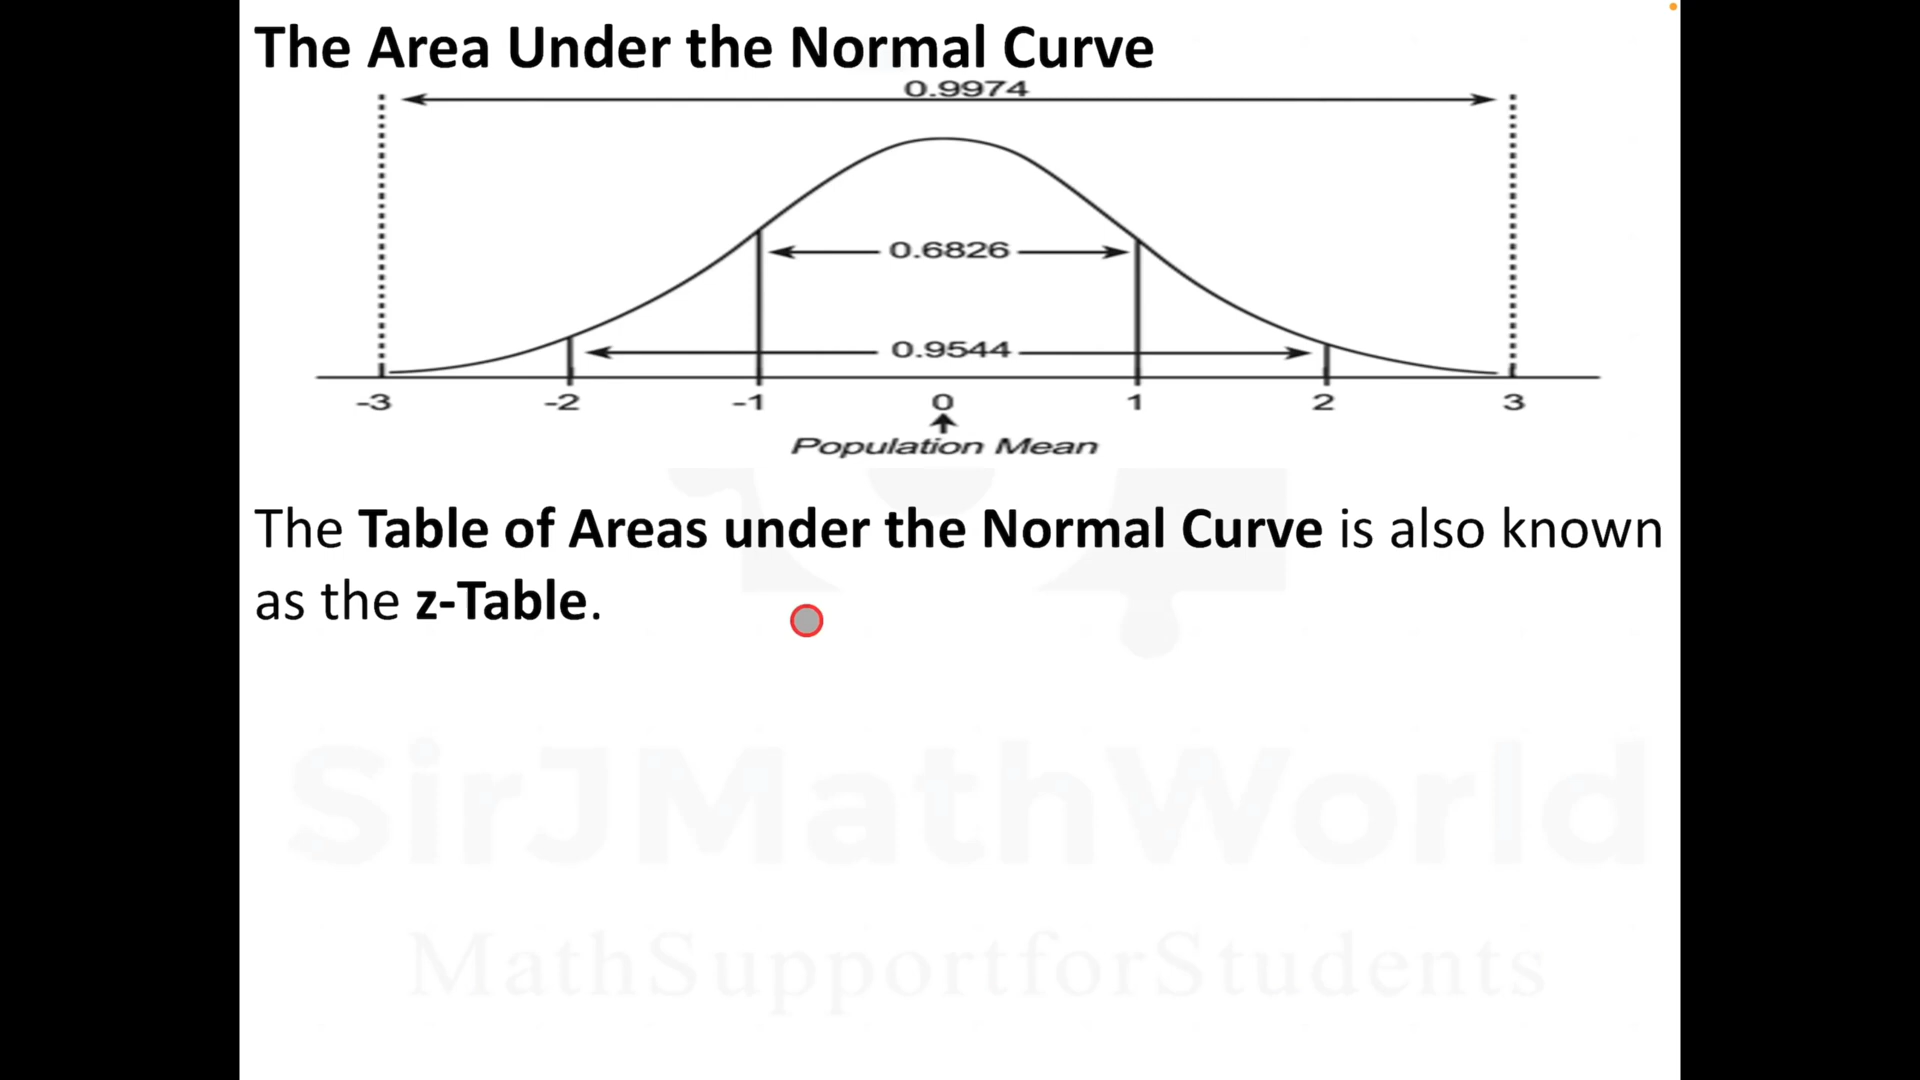 The Area Under the Normal Curve
0.9974
0.6826
0.9544
-3 -2 -1 0 1 2 3
Population Mean
The Table of Areas under the Normal Curve is also known
as the z-Table.
SirJMathWorld
MathSupportforStudents